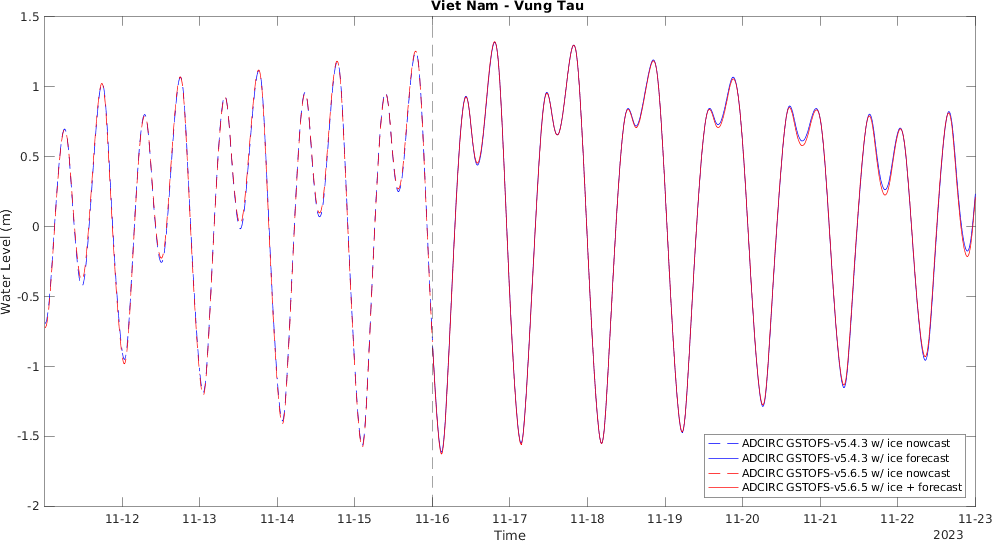 Viet Nam - Vung Tau
Water Level (m)
1.5
1
0.5
0
-0.5
-1
-1.5
-2
ADCIRC GSTOFS-v5.4.3 w/ ice nowcast
ADCIRC GSTOFS-v5.4.3 w/ ice forecast
ADCIRC GSTOFS-v5.6.5 w/ ice nowcast
ADCIRC GSTOFS-v5.6.5 w/ ice + forecast
11-12 11-13 11-14 11-15 11-16 11-17 11-18 11-19 11-20 11-21 11-22 11-23
Time
2023